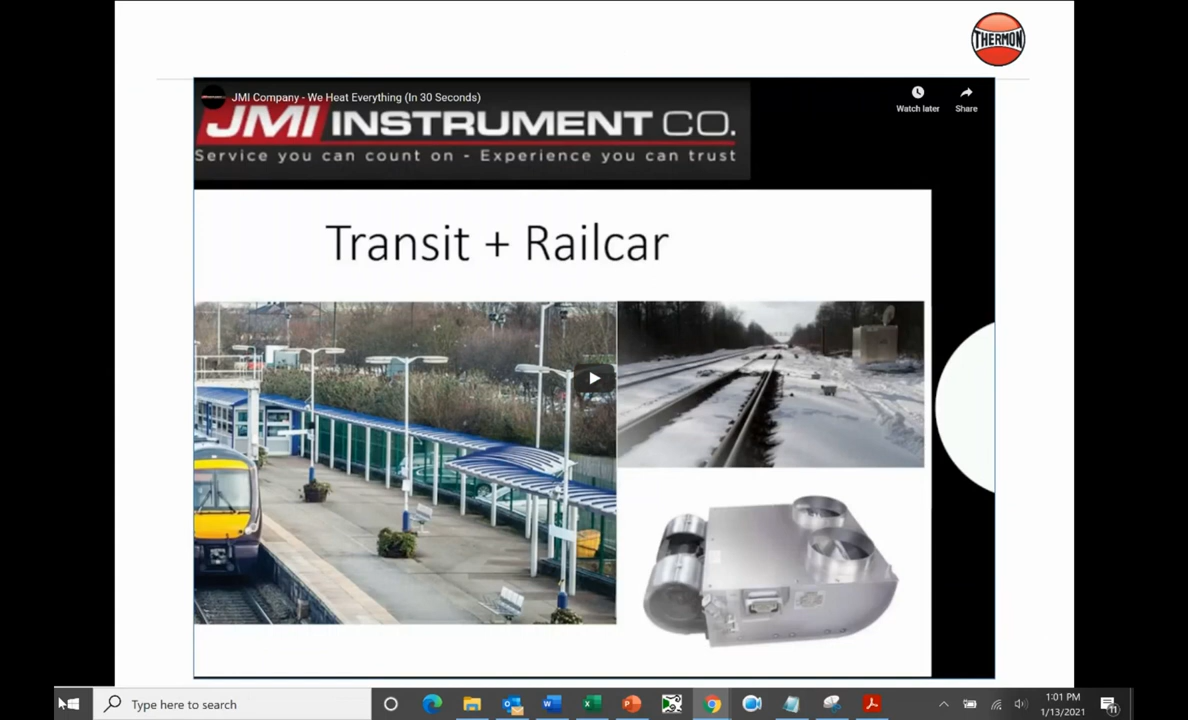 THERMON
JMI Company - We Heat Everything (In 30 Seconds)
Watch later
Share
JMI INSTRUMENT CO.
Service you can count on - Experience you can trust
Transit + Railcar
Type here to search
1:01 PM
1/13/2021
11